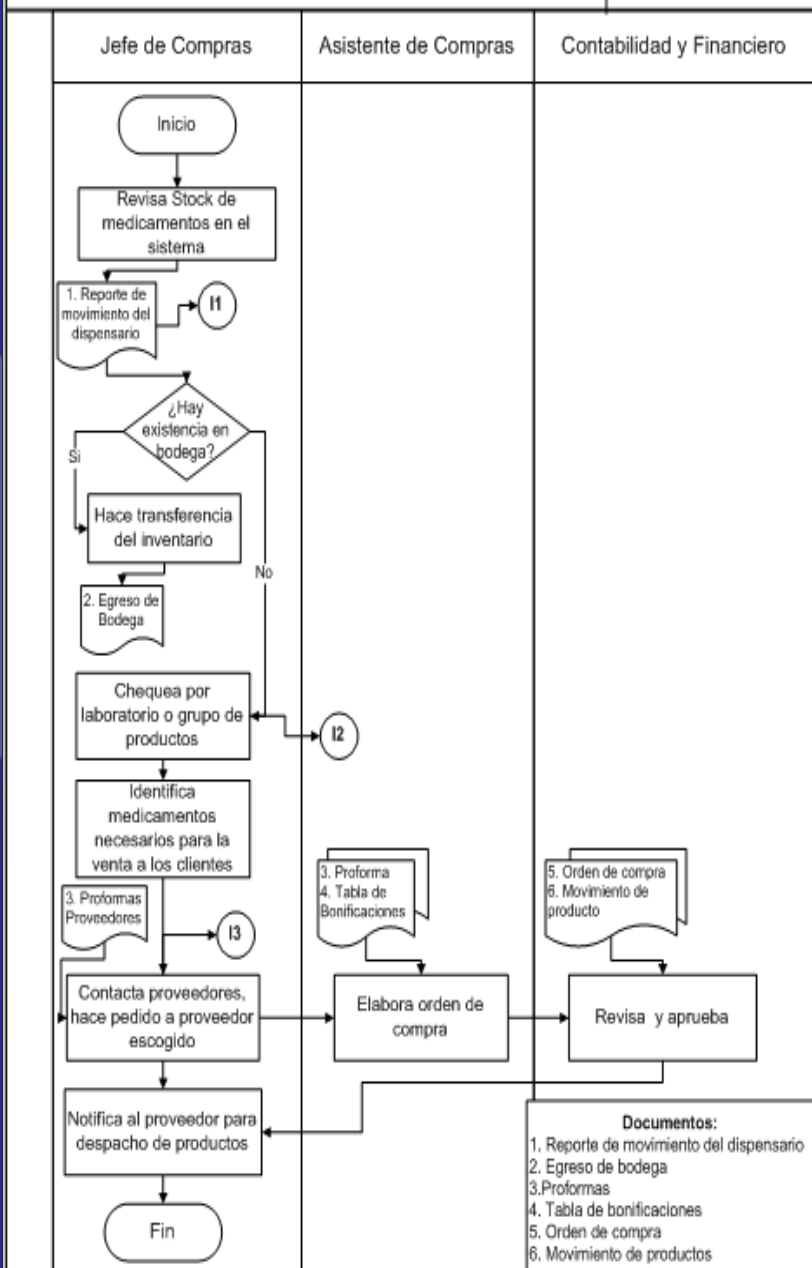 Jefe de Compras
Asistente de Compras
Contabilidad y Financiero
Inicio
Revisa Stock de
medicamentos en el
sistema
1. Reporte de
movimiento del
dispensario
I1
¿Hay
existencia en
bodega?
Si
Hace transferencia
del inventario
No
2. Egreso de
Bodega
Chequea por
laboratorio o grupo de
productos
I2
Identifica
medicamentos
necesarios para la
venta a los clientes
3. Proformas
Proveedores
I3
3. Proforma
4. Tabla de
Bonificaciones
5. Orden de compra
6. Movimiento de
producto
Contacta proveedores,
hace pedido a proveedor
escogido
Elabora orden de
compra
Revisa y aprueba
Notifica al proveedor para
despacho de productos
Fin
Documentos:
1. Reporte de movimiento del dispensario
2. Egreso de bodega
3.Proformas
4. Tabla de bonificaciones
5. Orden de compra
6. Movimiento de productos